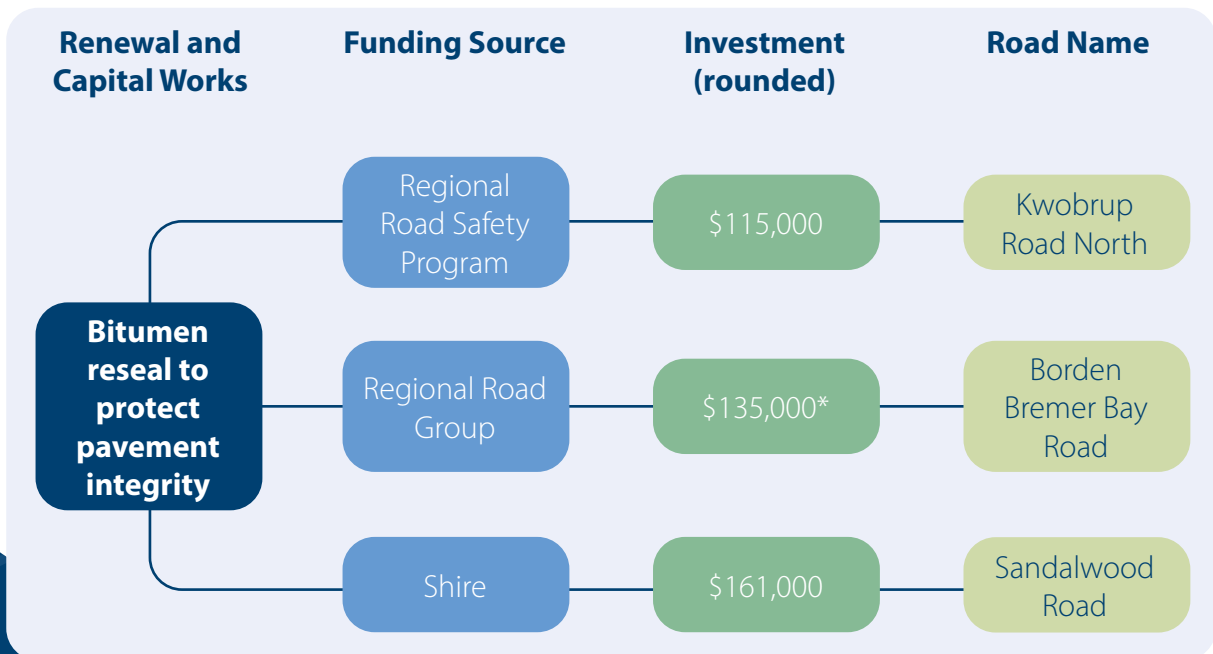 Renewal and
Capital Works
Funding Source
Investment
(rounded)
Road Name
Bitumen
reseal to
protect
pavement
integrity
Regional
Road Safety
Program
$115,000
Kwobrup
Road North
Regional Road
Group
$135,000*
Borden
Bremer Bay
Road
Shire
$161,000
Sandalwood
Road